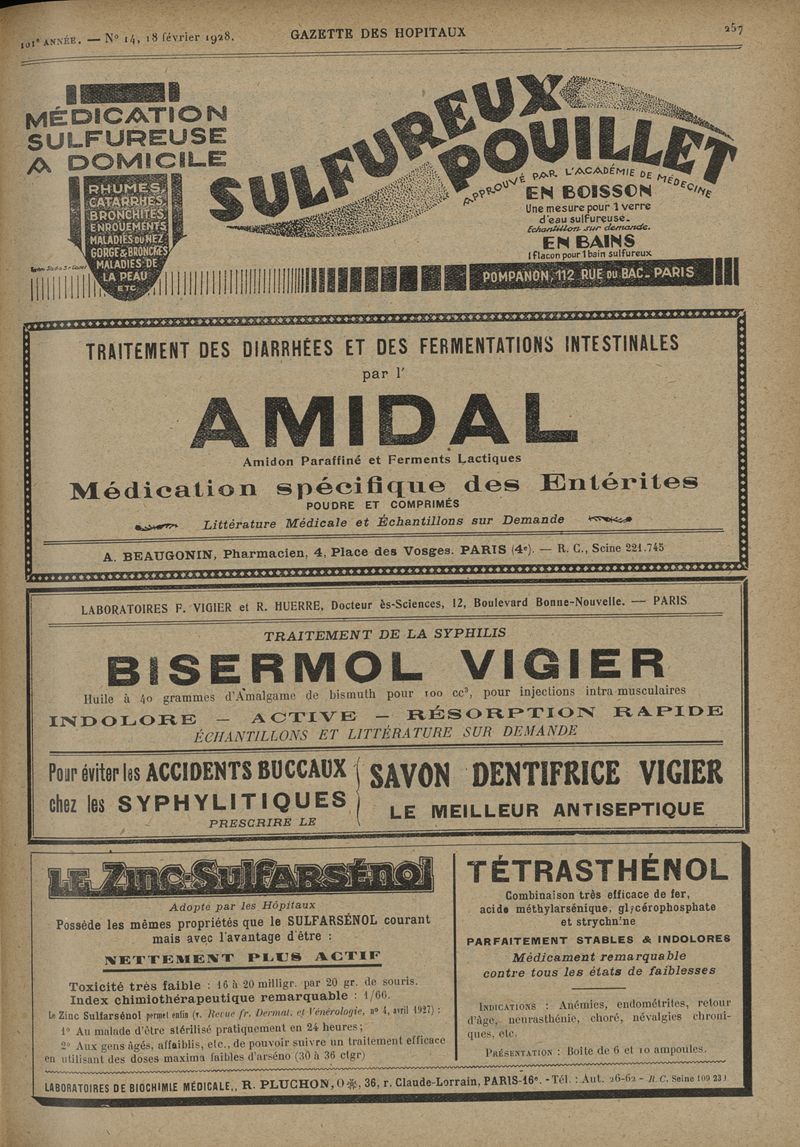 101e ANNÉE. — No 14, 18 février 1928.
GAZETTE DES HOPITAUX
257
MÉDICATION
SULFUREUSE
A DOMICILE
RHUMES,
CATARRHES,
BRONCHITES,
ENROUEMENTS
MALADIES DU NEZ
GORGE & BRONCHES
MALADIES DE
LA PEAU
ETC.
SULFUREUX
POUILLET
APPROUVÉ PAR L'ACADÉMIE DE MÉDECINE
EN BOISSON
Une mesure pour 1 verre
d'eau sulfureuse.
Echantillon sur demande.
EN BAINS
1 flacon pour 1 bain sulfureux
POMPANON, 112 RUE DU BAC. PARIS
TRAITEMENT DES DIARRHÉES ET DES FERMENTATIONS INTESTINALES
par l'
AMIDAL
Amidon Paraffiné et Ferments Lactiques
Médication spécifique des Entérites
POUDRE ET COMPRIMÉS
Littérature Médicale et Échantillons sur Demande
A. BEAUGONIN, Pharmacien, 4, Place des Vosges. PARIS (4e). — R. C., Seine 221.745
LABORATOIRES P. VIGIER et R. HUERRE, Docteur ès-Sciences, 12, Boulevard Bonne-Nouvelle. — PARIS
TRAITEMENT DE LA SYPHILIS
BISERMOL VIGIER
Huile à 40 grammes d'Amalgame de bismuth pour 100 cc3, pour injections intra musculaires
INDOLORE — ACTIVE — RÉSORPTION RAPIDE
ÉCHANTILLONS ET LITTÉRATURE SUR DEMANDE
Pour éviter les ACCIDENTS BUCCAUX
chez les SYPHYLITIQUES
PRESCRIRE LE
SAVON DENTIFRICE VIGIER
LE MEILLEUR ANTISEPTIQUE
LE Zinc-Sulfarsénol
Adopté par les Hôpitaux
Possède les mêmes propriétés que le SULFARSÉNOL courant
mais avec l'avantage d'être :
NETTEMENT PLUS ACTIF
Toxicité très faible : 16 à 20 milligr. par 20 gr. de souris.
Index chimiothérapeutique remarquable : 1/66.
Le Zinc Sulfarsénol permet enfin (v. Revue fr. Dermat. et Vénérologie, no 4, avril 1927) :
1o Au malade d'être stérilisé pratiquement en 24 heures;
2o Aux gens âgés, affaiblis, etc., de pouvoir suivre un traitement efficace
en utilisant des doses maxima faibles d'arséno (30 à 36 ctgr)
TÉTRASTHÉNOL
Combinaison très efficace de fer,
acide méthylarsénique, glycérophosphate
et strychnine
PARFAITEMENT STABLES & INDOLORES
Médicament remarquable
contre tous les états de faiblesses
INDICATIONS : Anémies, endométrites, retour
d'âge, neurasthénie, choré, névalgies chroni-
ques, etc.
PRÉSENTATION : Boite de 6 et 10 ampoules.
LABORATOIRES DE BIOCHIMIE MÉDICALE,, R. PLUCHON, O, 36, r. Claude-Lorrain, PARIS-16e. - Tél. : Aut. 26-62 - R. C. Seine 109 23